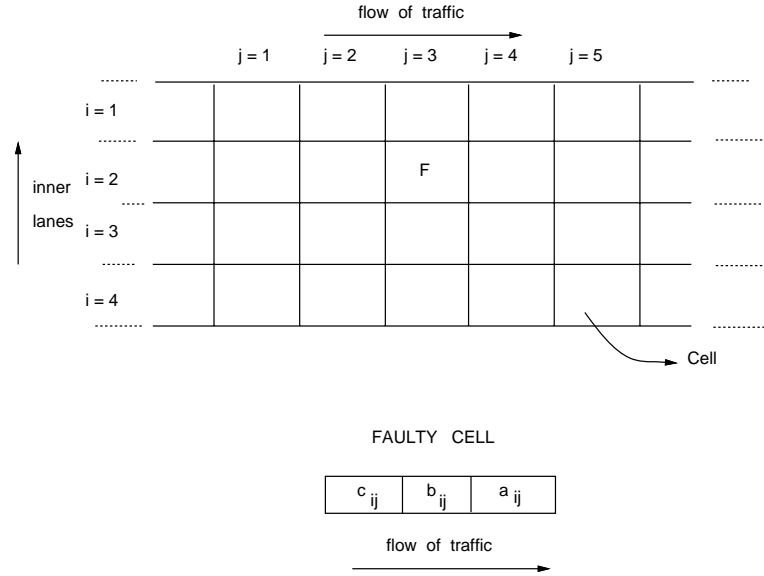 flow of traffic
j = 1 j = 2 j = 3 j = 4 j = 5
i = 1
i = 2
F
inner
lanes
i = 3
i = 4
Cell
FAULTY CELL
c ij b ij a ij
flow of traffic